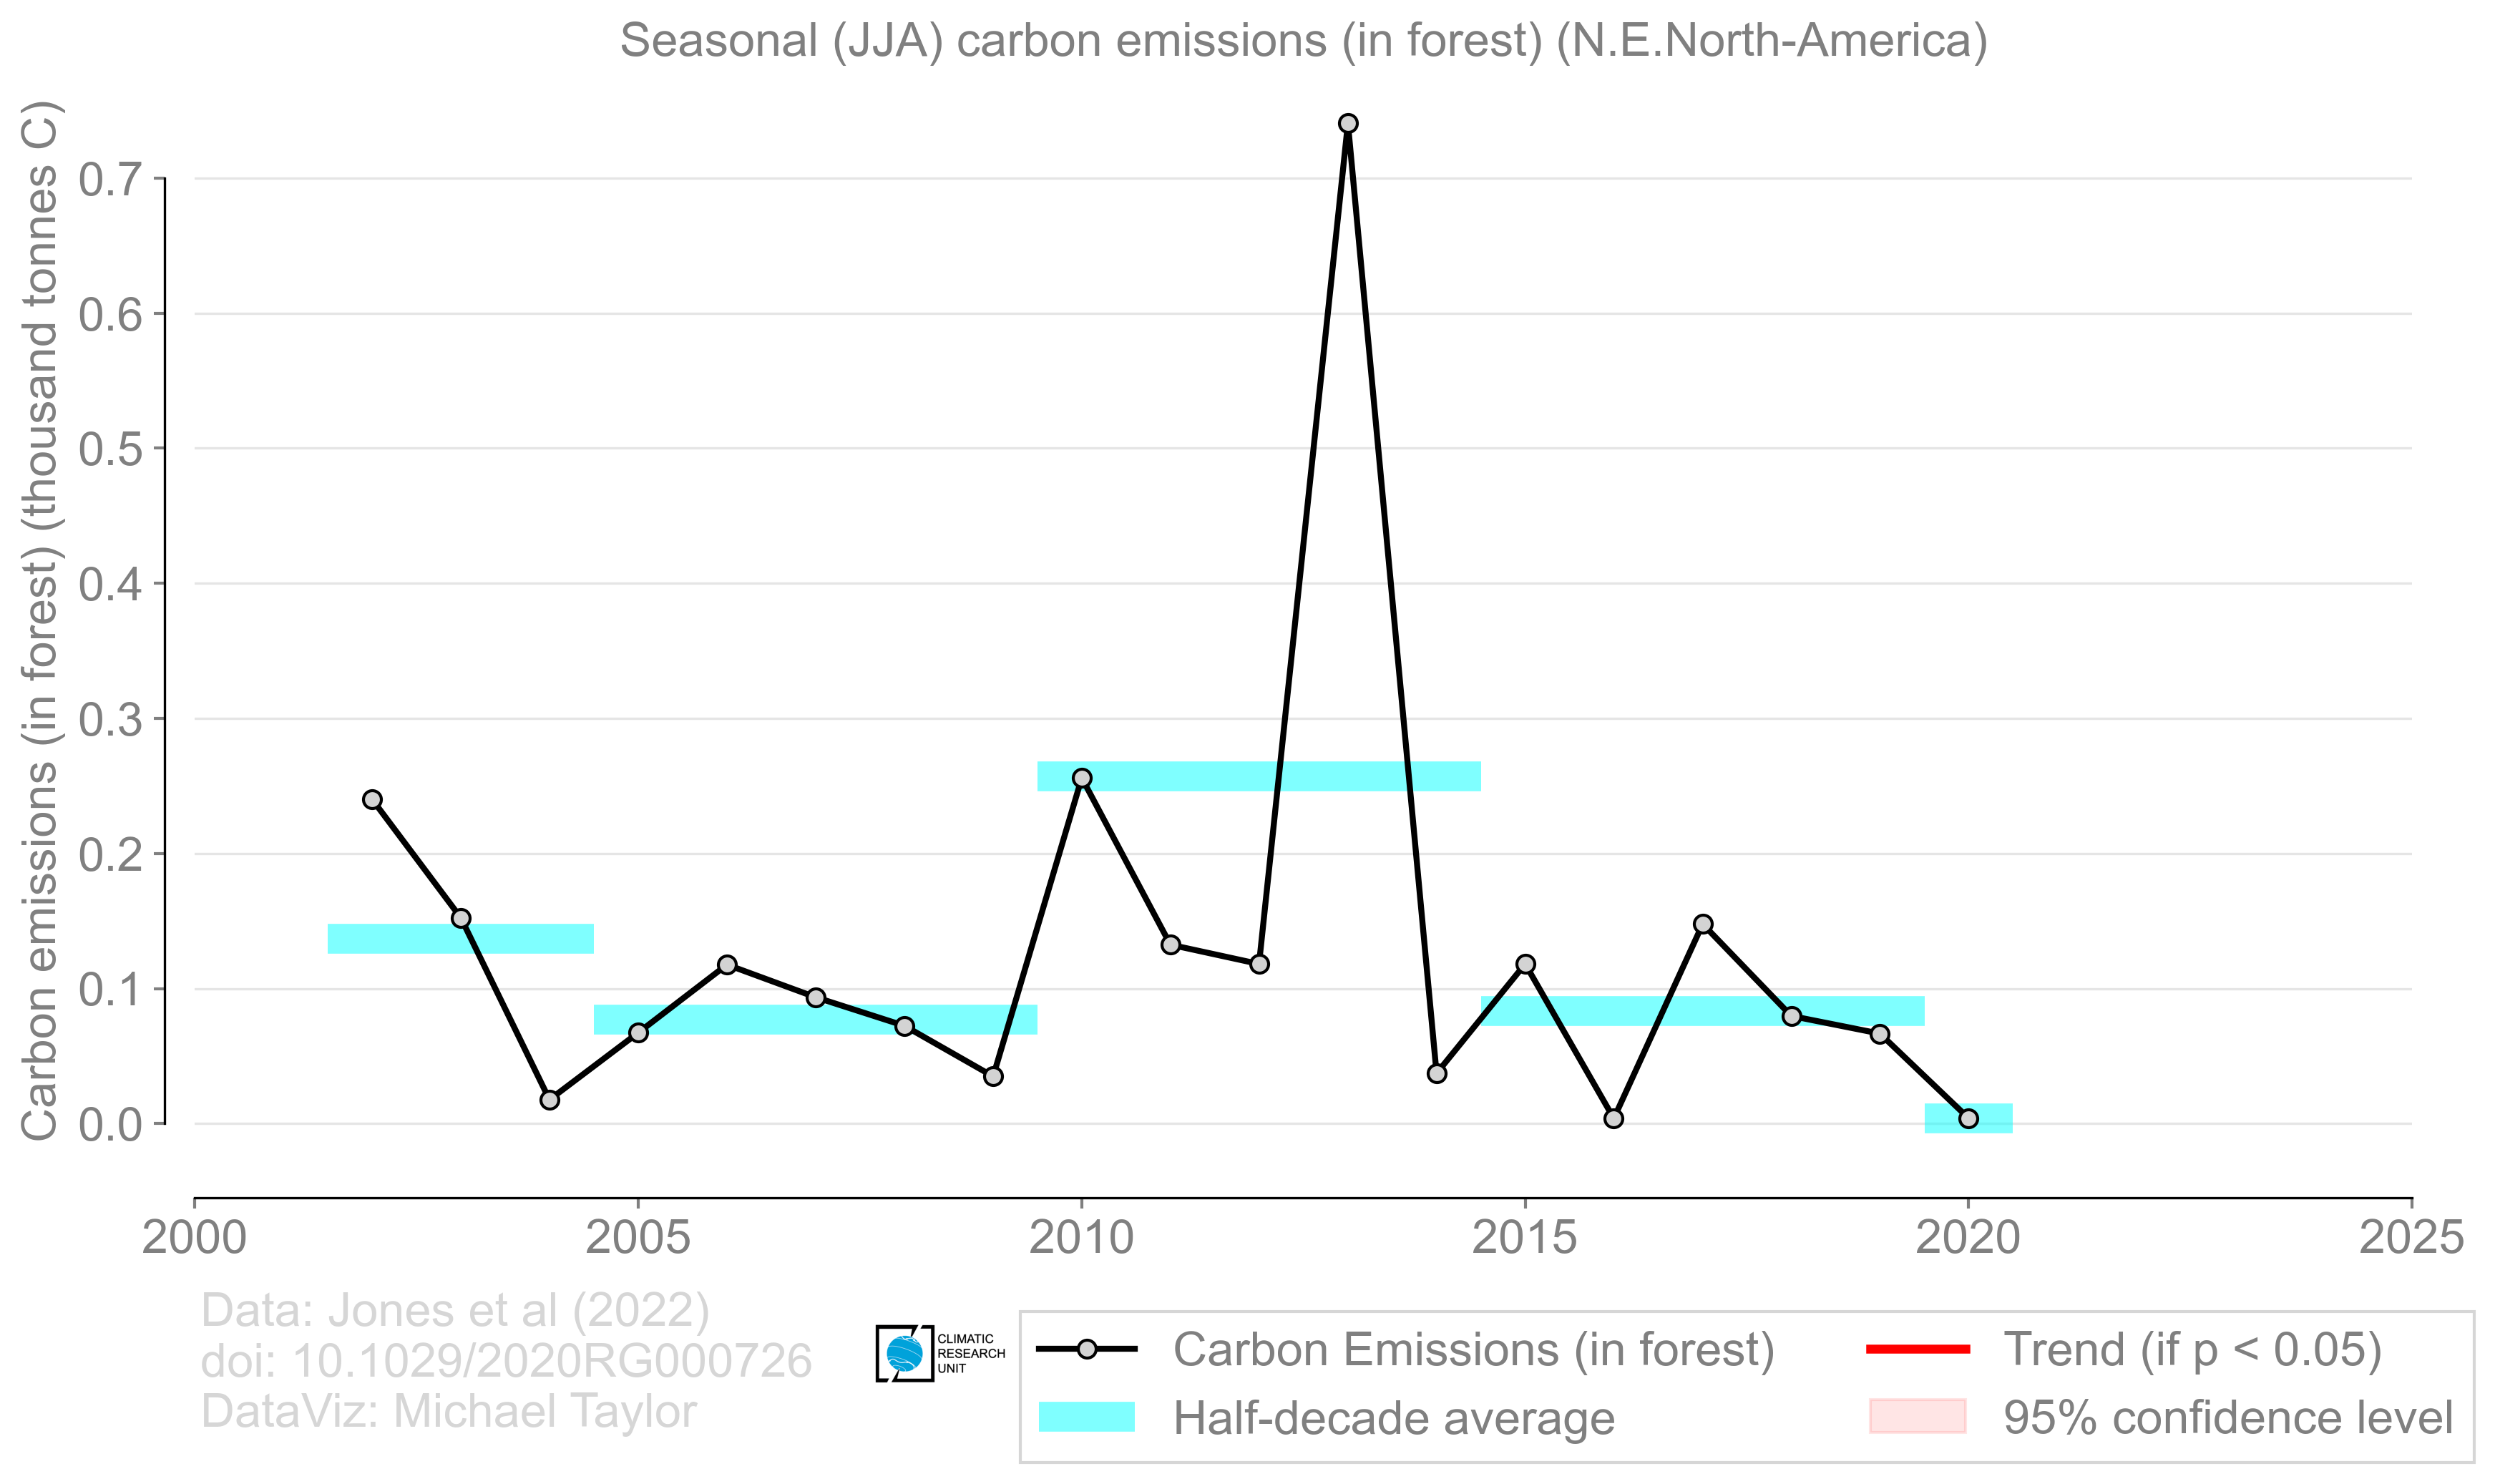 Seasonal (JJA) carbon emissions (in forest) (N.E.North-America)
Carbon emissions (in forest) (thousand tonnes C)
0.7
0.6
0.5
0.4
0.3
0.2
0.1
0.0
2000
2005
2010
2015
2020
2025
Data: Jones et al (2022)
doi: 10.1029/2020RG000726
DataViz: Michael Taylor
CLIMATIC
RESEARCH
UNIT
Carbon Emissions (in forest)
Half-decade average
Trend (if p < 0.05)
95% confidence level